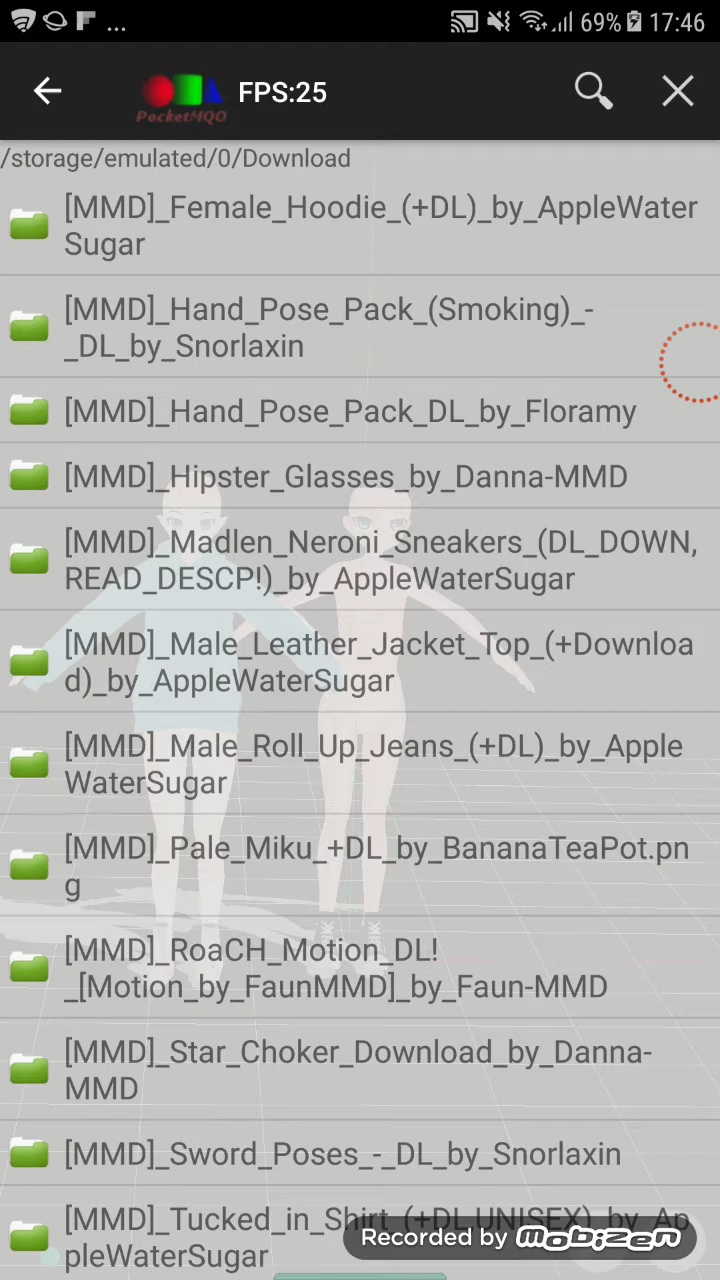 ... 69% 17:46
PocketMQO FPS:25
/storage/emulated/0/Download
[MMD]_Female_Hoodie_(+DL)_by_AppleWater
Sugar
[MMD]_Hand_Pose_Pack_(Smoking)_-
_DL_by_Snorlaxin
[MMD]_Hand_Pose_Pack_DL_by_Floramy
[MMD]_Hipster_Glasses_by_Danna-MMD
[MMD]_Madlen_Neroni_Sneakers_(DL_DOWN,
READ_DESCP!)_by_AppleWaterSugar
[MMD]_Male_Leather_Jacket_Top_(+Downloa
d)_by_AppleWaterSugar
[MMD]_Male_Roll_Up_Jeans_(+DL)_by_Apple
WaterSugar
[MMD]_Pale_Miku_+DL_by_BananaTeaPot.pn
g
[MMD]_RoaCH_Motion_DL!
_[Motion_by_FaunMMD]_by_Faun-MMD
[MMD]_Star_Choker_Download_by_Danna-
MMD
[MMD]_Sword_Poses_-_DL_by_Snorlaxin
[MMD]_Tucked_in_Shirt_(+DL,UNISEX)_by_Ap
pleWaterSugar
Recorded by mobizen